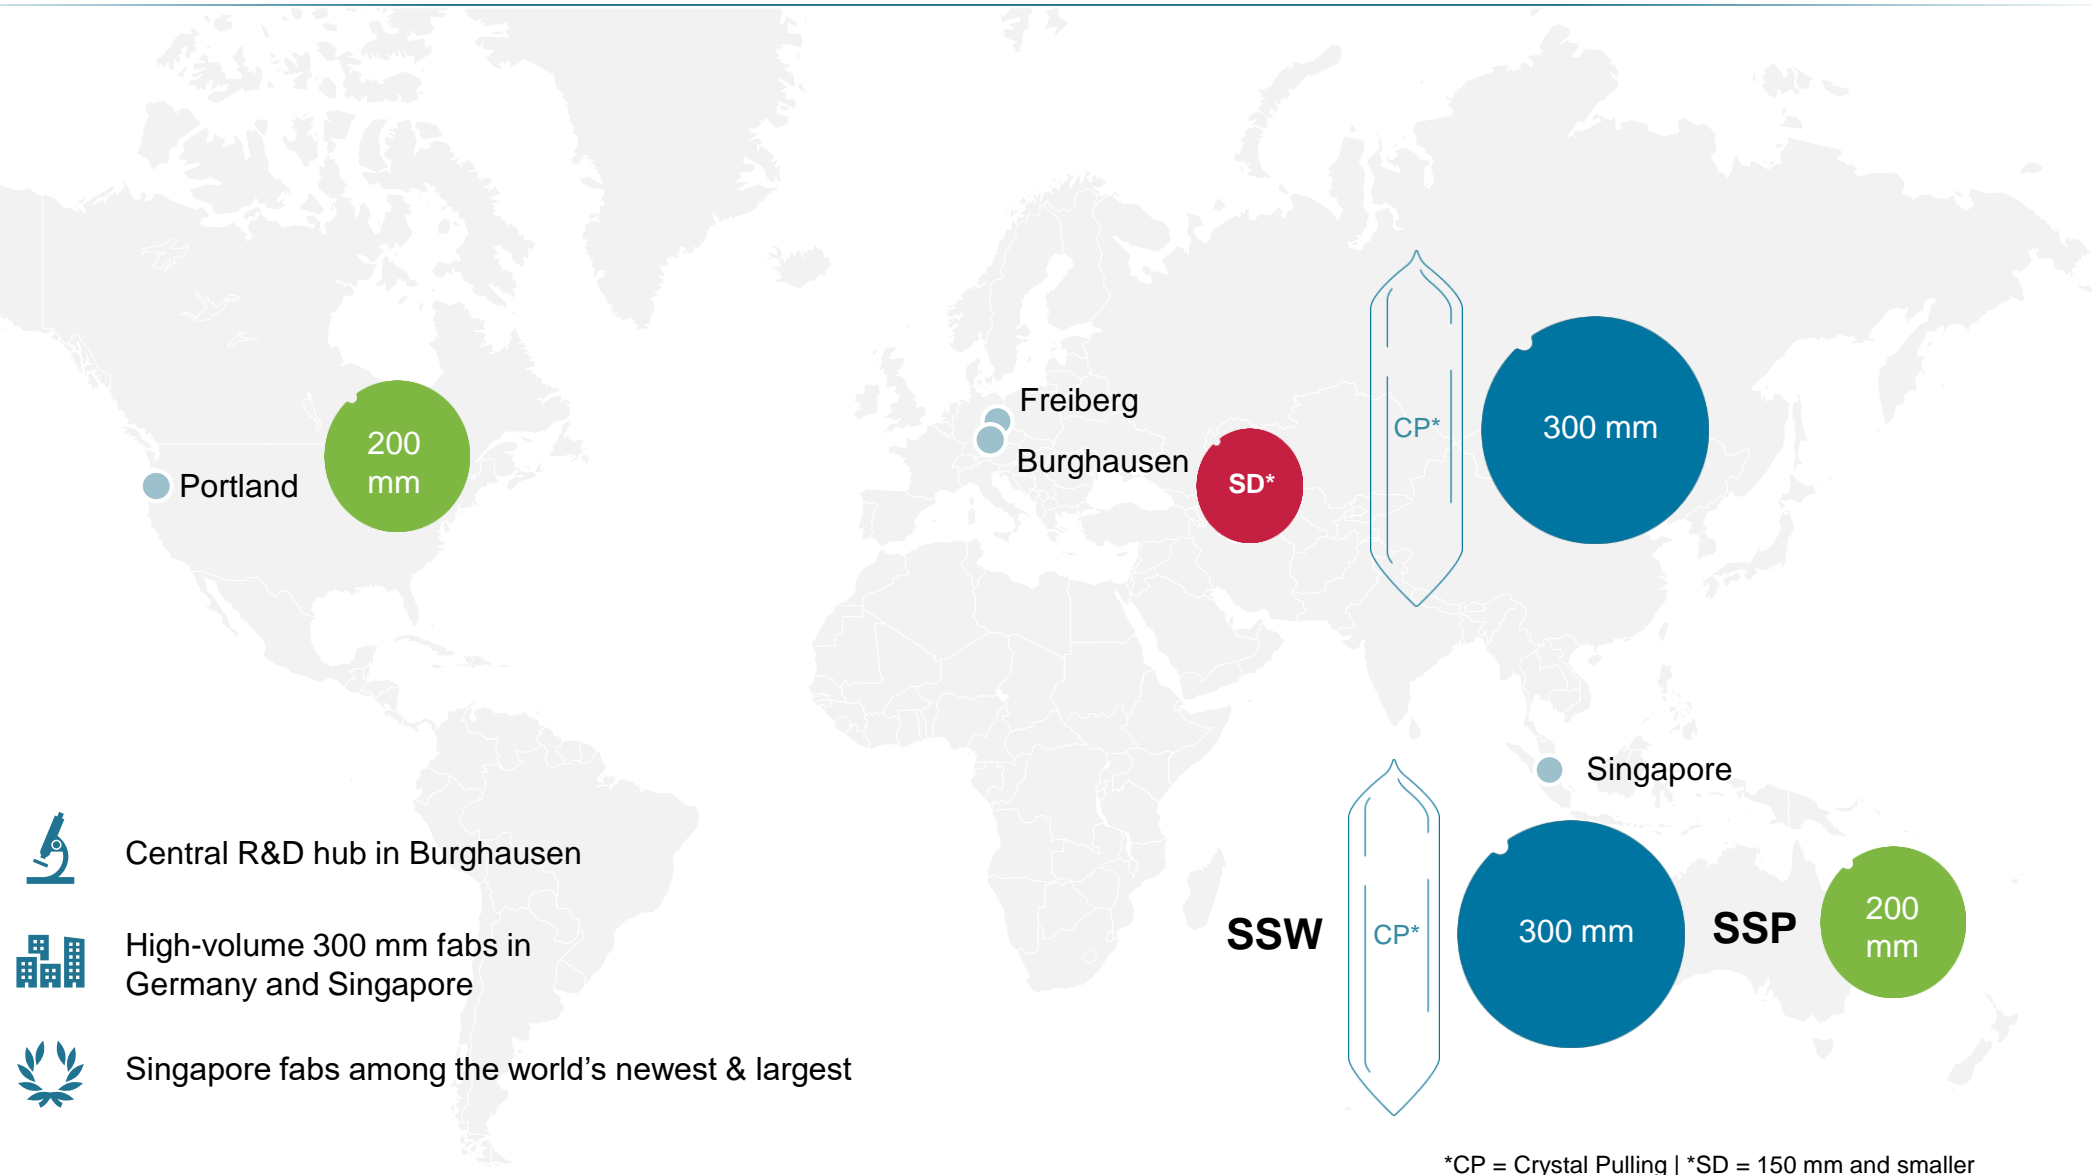 Portland
200
mm
Freiberg
Burghausen
SD*
CP*
300 mm
Singapore
SSW
CP*
300 mm
SSP
200
mm
Central R&D hub in Burghausen
High-volume 300 mm fabs in
Germany and Singapore
Singapore fabs among the world’s newest & largest
*CP = Crystal Pulling | *SD = 150 mm and smaller